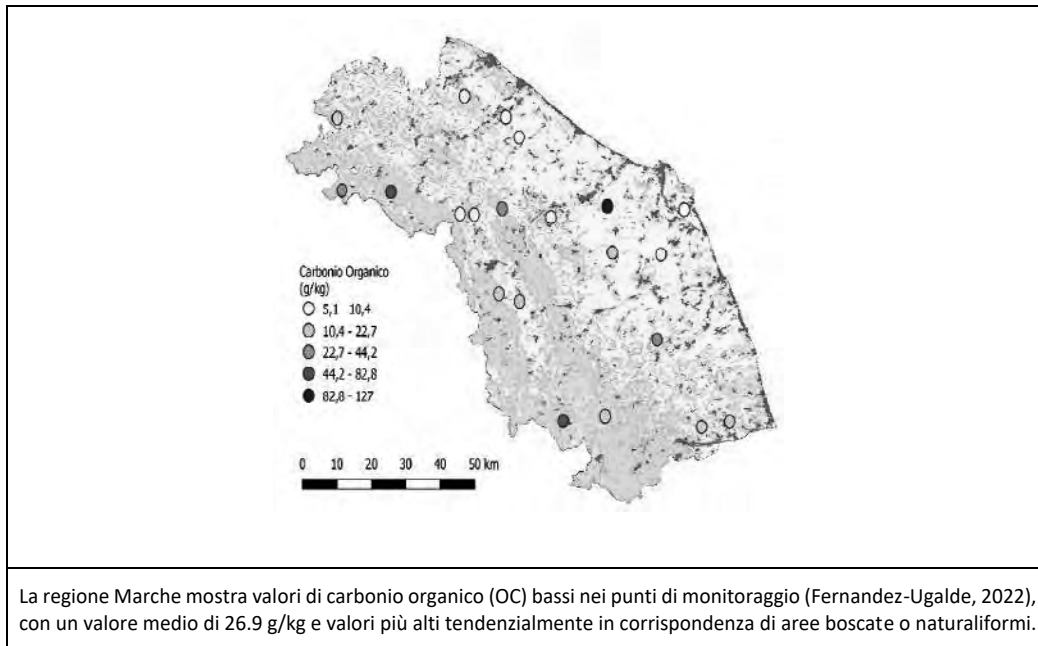 Carbonio Organico
(g/kg)
5,1 10,4
10,4 - 22,7
22,7 - 44,2
44,2 - 82,8
82,8 - 127
0 10 20 30 40 50 km
La regione Marche mostra valori di carbonio organico (OC) bassi nei punti di monitoraggio (Fernandez-Ugalde, 2022),
con un valore medio di 26.9 g/kg e valori più alti tendenzialmente in corrispondenza di aree boscate o naturaliformi.